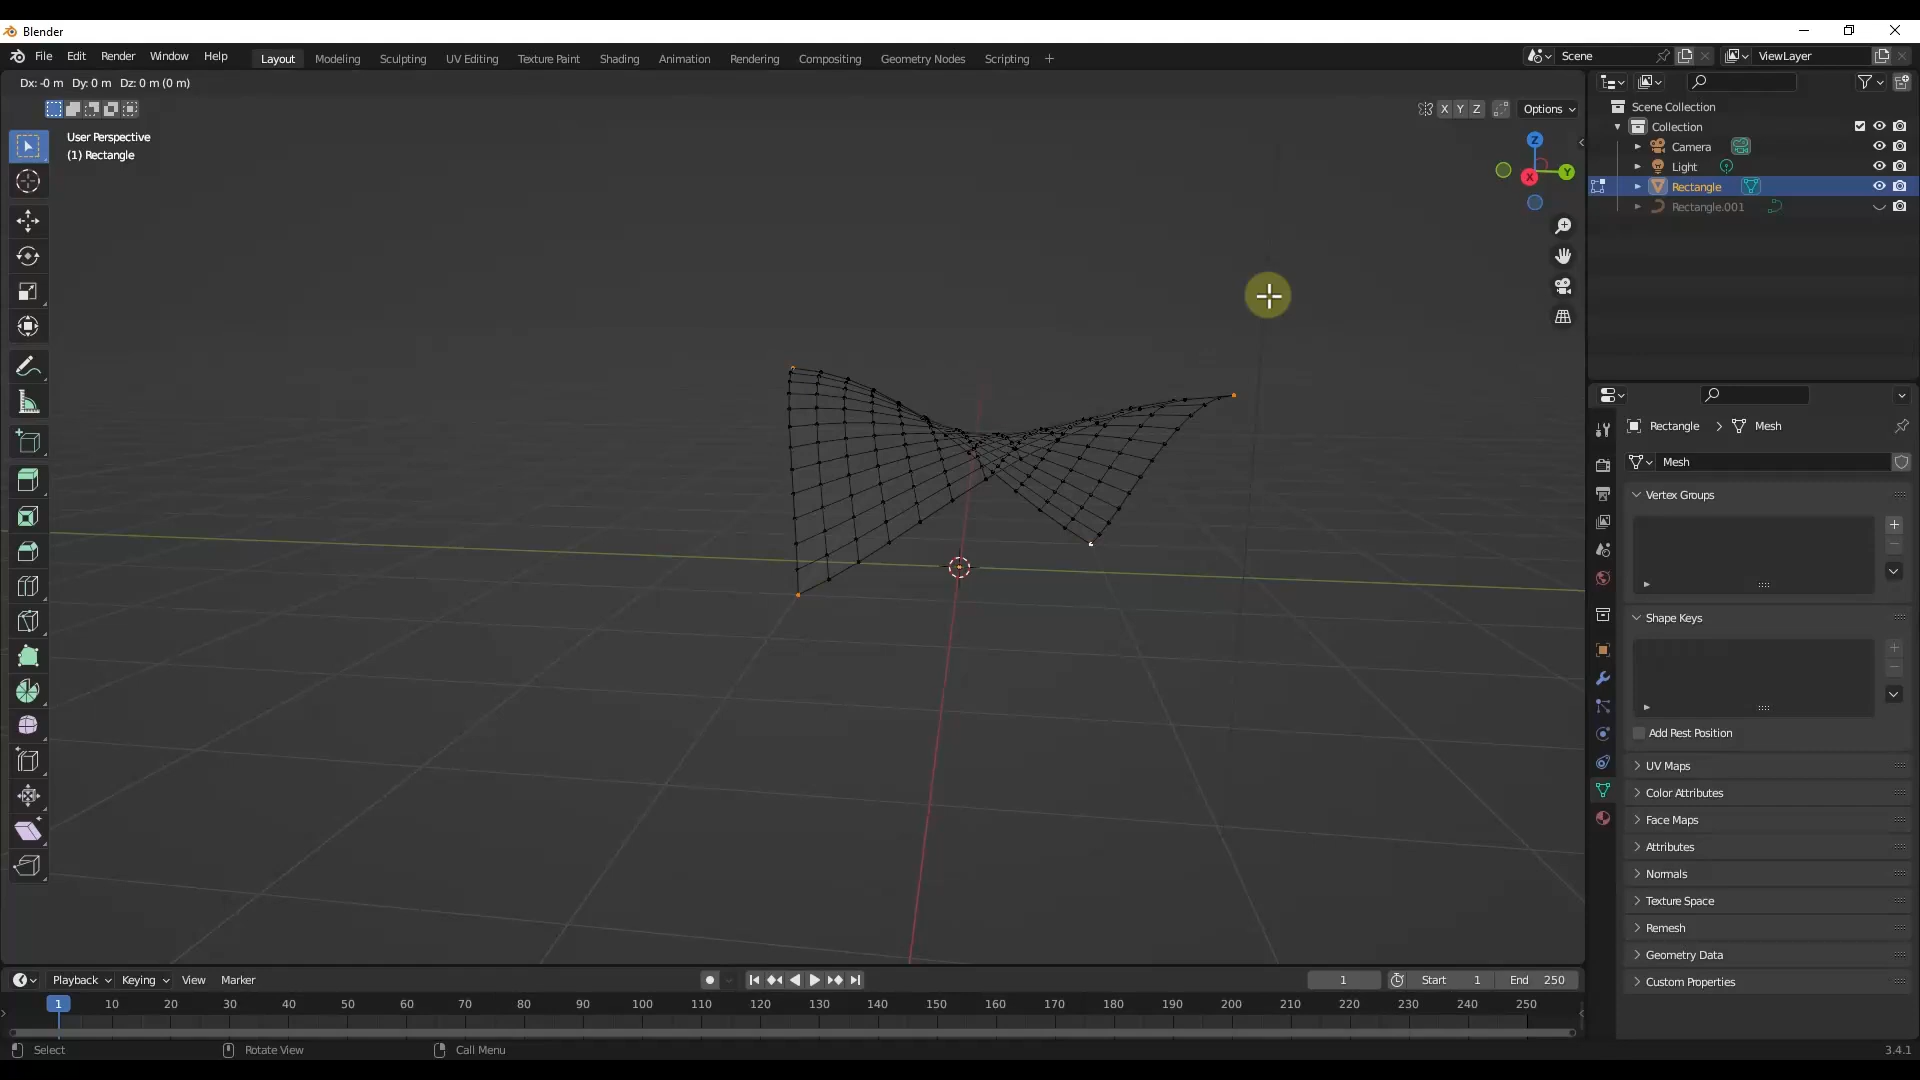 Blender
File Edit Render Window Help Layout Modeling Sculpting UV Editing Texture Paint Shading Animation Rendering Compositing Geometry Nodes Scripting + Scene ViewLayer
Dx: -0 m Dy: 0 m Dz: 0 m (0 m)
X Y Z Options
User Perspective
(1) Rectangle
Z
Y
X
Scene Collection
Collection
Camera
Light
Rectangle
Rectangle.001
Rectangle > Mesh
Mesh
Vertex Groups
Shape Keys
Add Rest Position
UV Maps
Color Attributes
Face Maps
Attributes
Normals
Texture Space
Remesh
Geometry Data
Custom Properties
Playback Keying View Marker 1 Start 1 End 250
1 10 20 30 40 50 60 70 80 90 100 110 120 130 140 150 160 170 180 190 200 210 220 230 240 250
Select Rotate View Call Menu 3.4.1